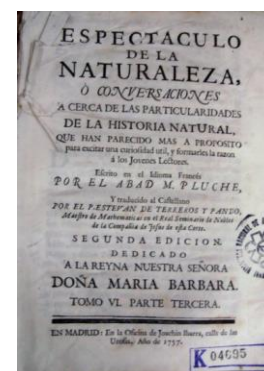 ESPECTÁCULO
DE LA
NATURALEZA,
Ò CONVERSACIONES
A CERCA DE LAS PARTICULARIDADES
DE LA HISTORIA NATURAL,
QUE HAN PARECIDO MAS A PROPOSITO
para excitar una curiosidad util, y formarles la razon
à los Jovenes Lectores.
Escrito en el Idioma Francés
POR EL ABAD M. PLUCHE,
Y traducido al Castellano
POR EL P. ESTEVAN DE TERREROS Y PANDO,
Maestro de Mathematicas en el Real Seminario de Nobles
de la Compañia de Jesus de esta Corte.
SEGUNDA EDICION.
DEDICADO
A LA REYNA NUESTRA SEÑORA
DOÑA MARIA BARBARA.
TOMO VI. PARTE TERCERA.
EN MADRID: En la Oficina de Joachin Ibarra, calle de las
Urosas, Año de 1757.
K 04695